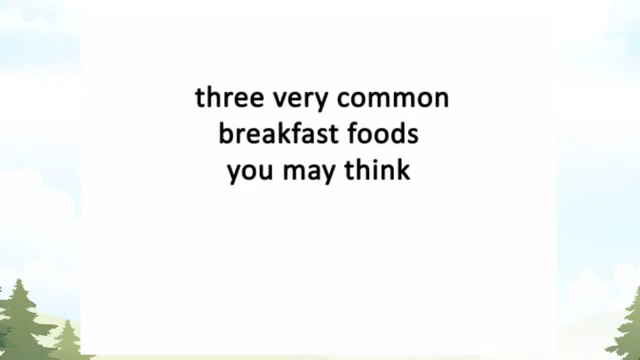 three very common
breakfast foods
you may think